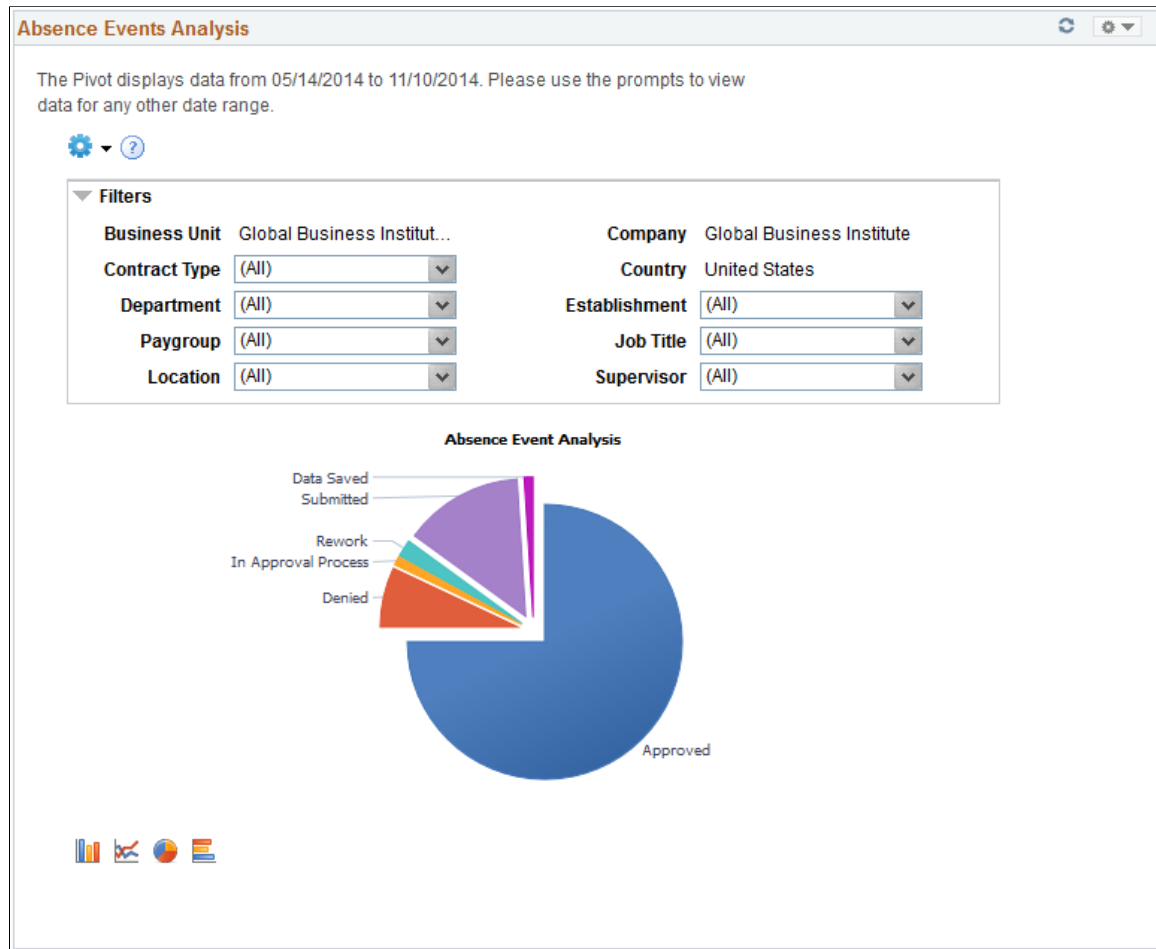 Absence Events Analysis
The Pivot displays data from 05/14/2014 to 11/10/2014. Please use the prompts to view
data for any other date range.
?
Filters
Business Unit Global Business Institut... Company Global Business Institute
Contract Type (All) Country United States
Department (All) Establishment (All)
Paygroup (All) Job Title (All)
Location (All) Supervisor (All)
Absence Event Analysis
Data Saved
Submitted
Rework
In Approval Process
Denied
Approved